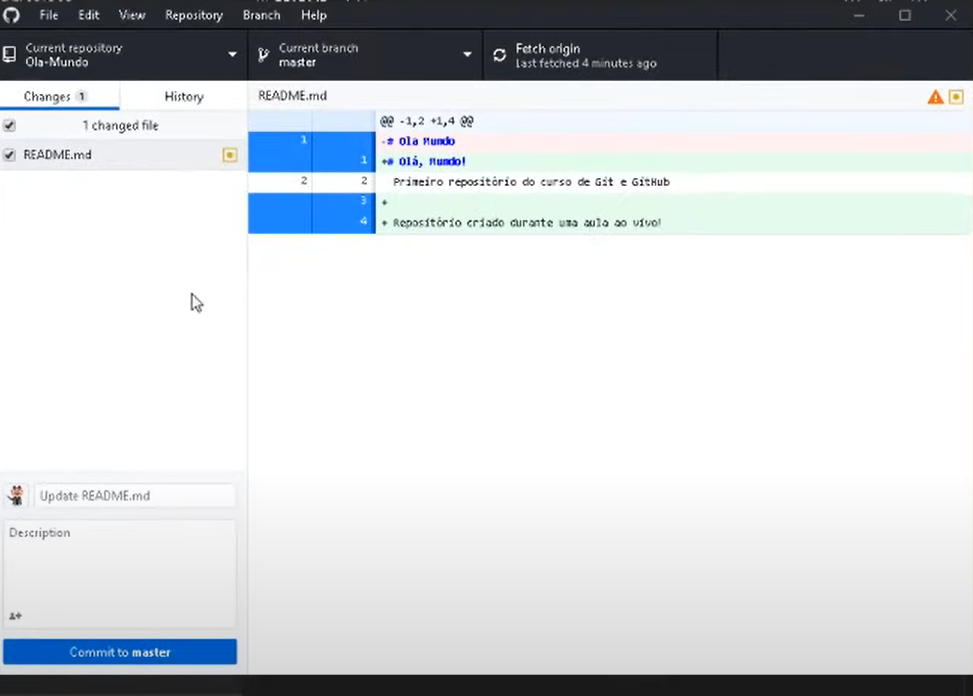 File Edit View Repository Branch Help
Current repository
Ola-Mundo
Current branch
master
Fetch origin
Last fetched 4 minutes ago
Changes 1
History
README.md
1 changed file
README.md
@@ -1,2 +1,4 @@
1 -# Ola Mundo
1 +# Olá, Mundo!
2 2 Primeiro repositório do curso de Git e GitHub
3 +
4 + Repositório criado durante uma aula ao vivo!
Update README.md
Description
Commit to master